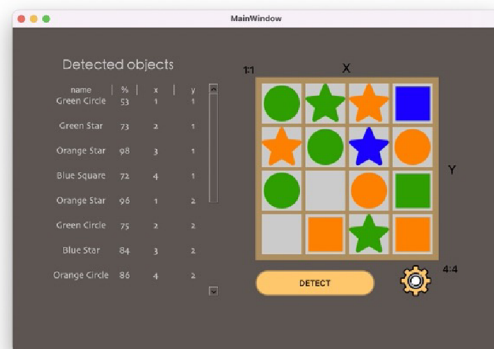 MainWindow
Detected objects
name | % | x | y
Green Circle 53 1 1
Green Star 73 2 1
Orange Star 98 3 1
Blue Square 72 4 1
Orange Star 96 1 2
Green Circle 75 2 2
Blue Star 84 3 2
Orange Circle 86 4 2
1:1
X
Y
4:4
DETECT